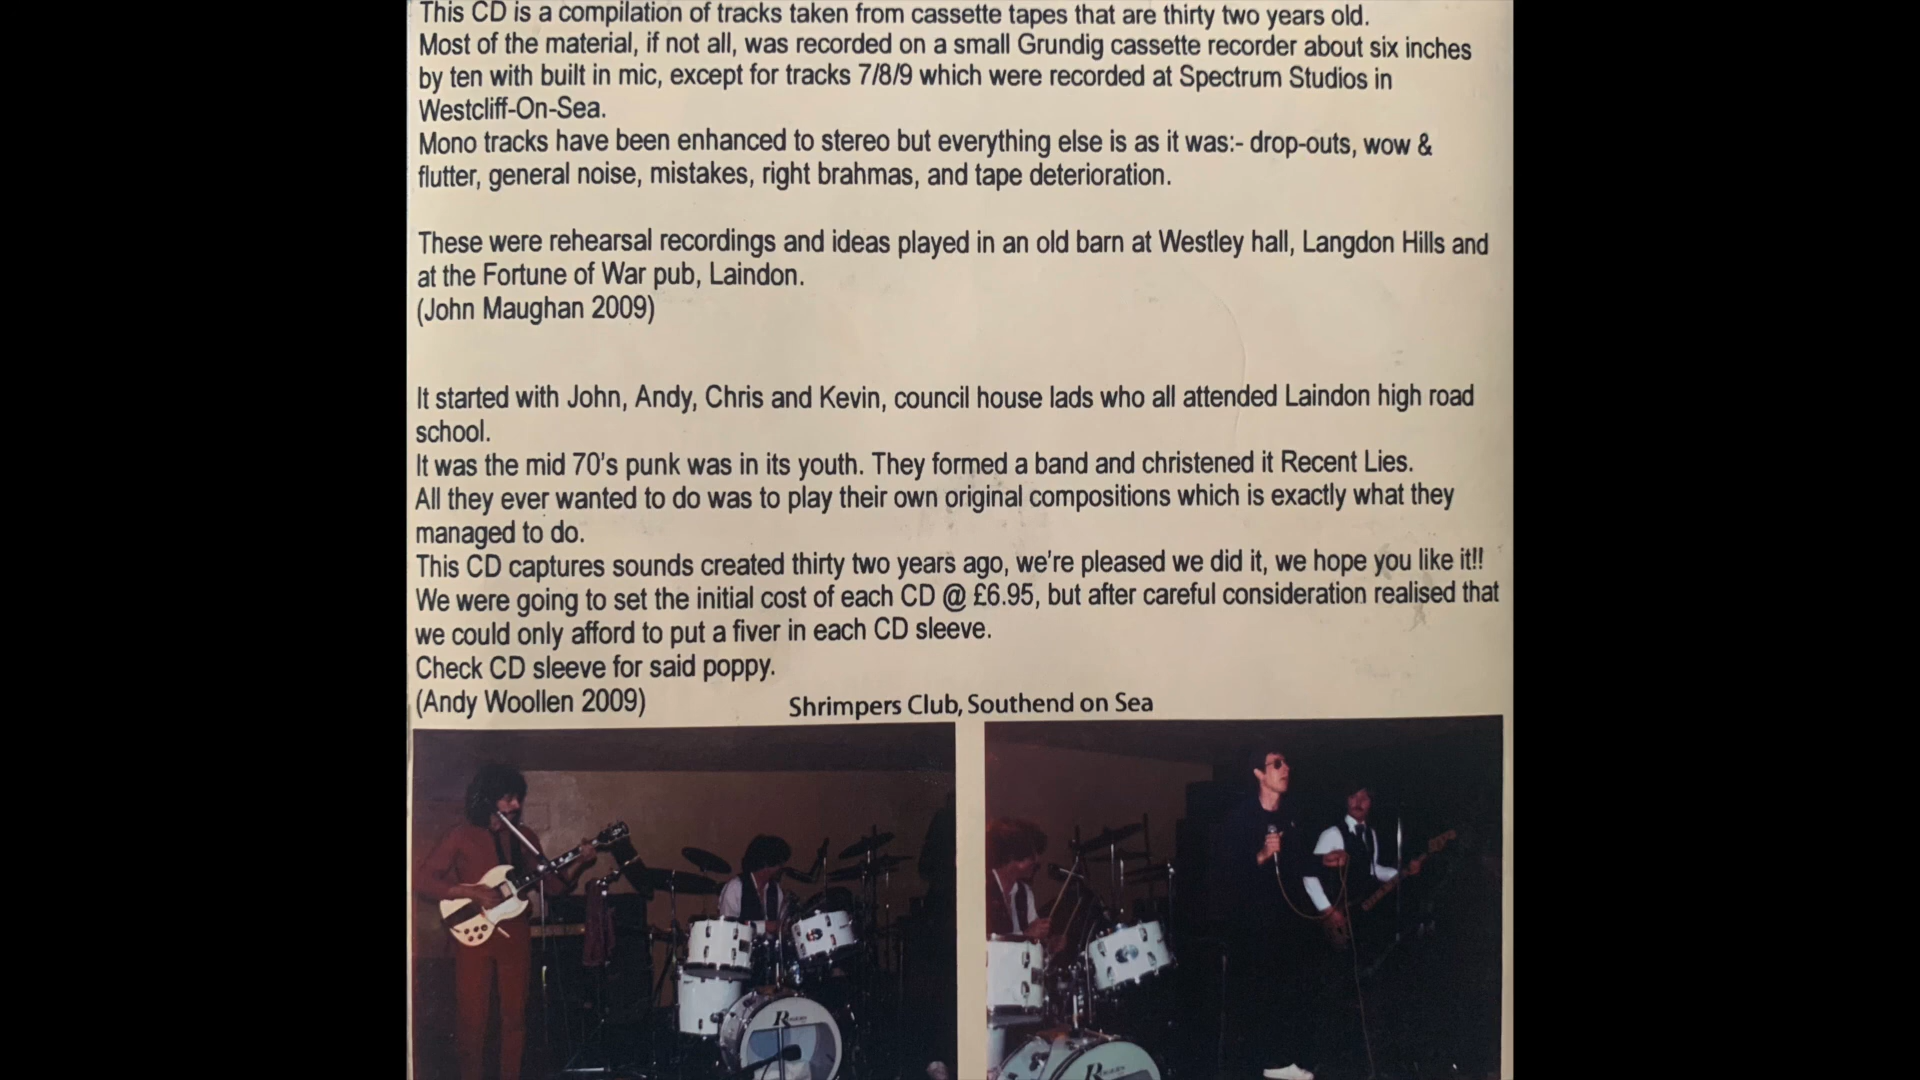 This CD is a compilation of tracks taken from cassette tapes that are thirty two years old.
Most of the material, if not all, was recorded on a small Grundig cassette recorder about six inches
by ten with built in mic, except for tracks 7/8/9 which were recorded at Spectrum Studios in
Westcliff-On-Sea.
Mono tracks have been enhanced to stereo but everything else is as it was:- drop-outs, wow &
flutter, general noise, mistakes, right brahmas, and tape deterioration.
These were rehearsal recordings and ideas played in an old barn at Westley hall, Langdon Hills and
at the Fortune of War pub, Laindon.
(John Maughan 2009)
It started with John, Andy, Chris and Kevin, council house lads who all attended Laindon high road
school.
It was the mid 70's punk was in its youth. They formed a band and christened it Recent Lies.
All they ever wanted to do was to play their own original compositions which is exactly what they
managed to do.
This CD captures sounds created thirty two years ago, we're pleased we did it, we hope you like it!!
We were going to set the initial cost of each CD @ £6.95, but after careful consideration realised that
we could only afford to put a fiver in each CD sleeve.
Check CD sleeve for said poppy.
(Andy Woollen 2009)
Shrimpers Club, Southend on Sea